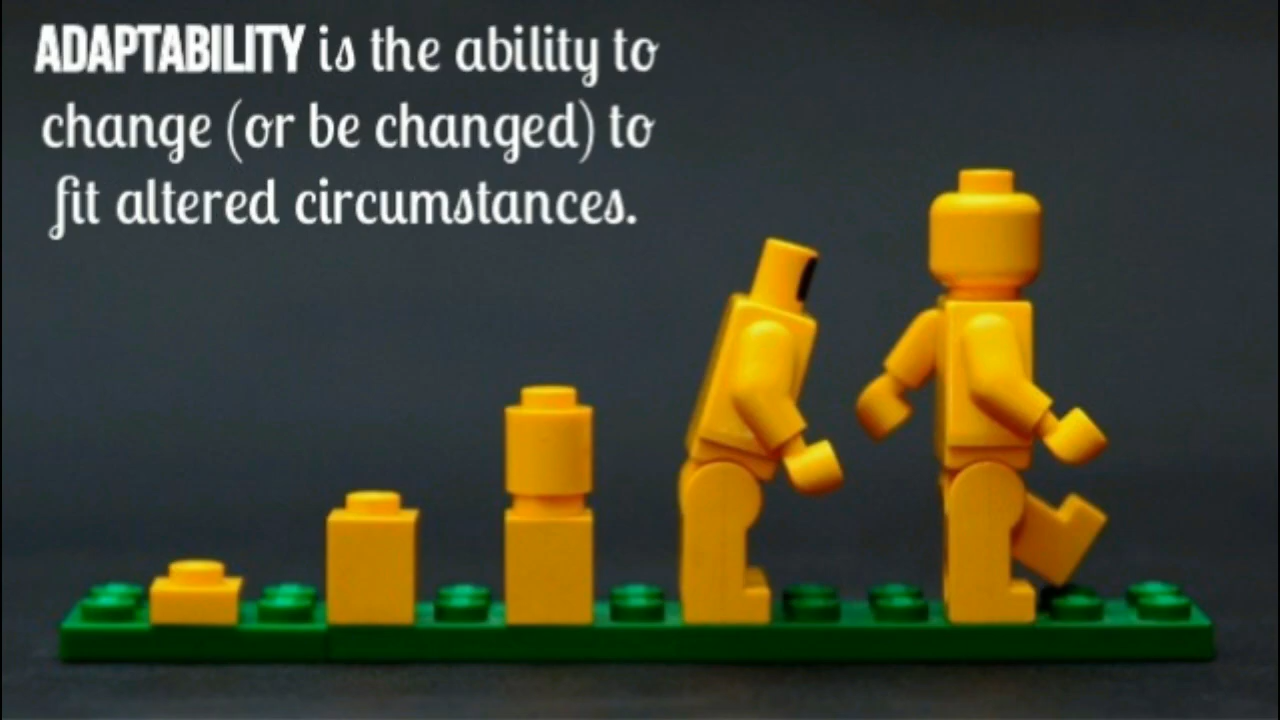 ADAPTABILITY is the ability to
change (or be changed) to
fit altered circumstances.